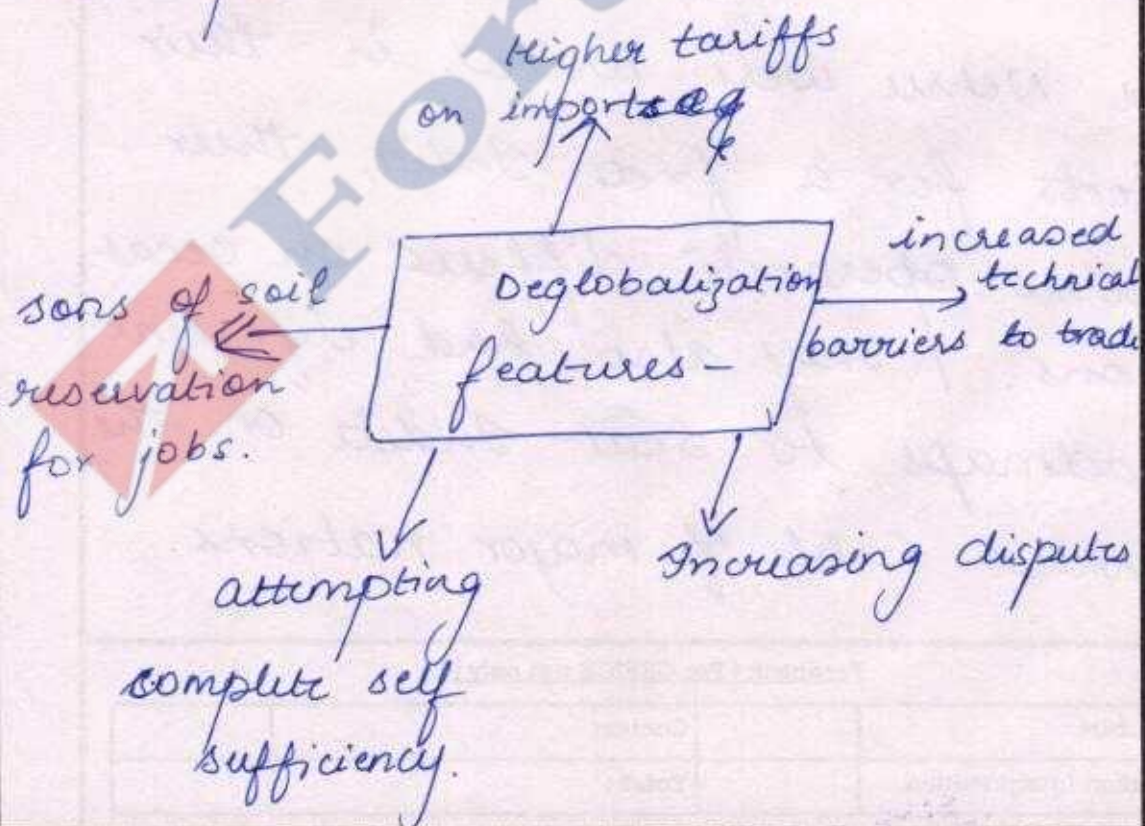 Higher tariffs
on imports
Deglobalization
features -
increased
technical
barriers to trade
sons of soil
reservation
for jobs.
attempting
complete self
sufficiency.
Increasing disputes
For